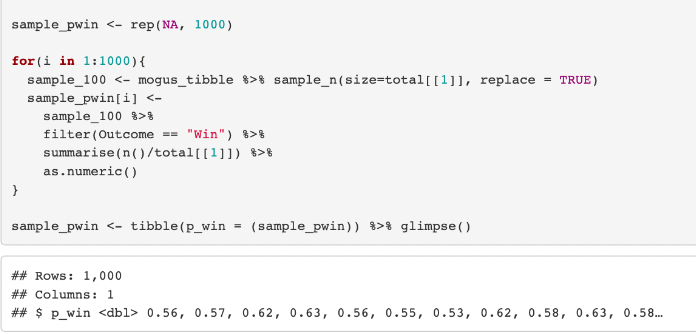 sample_pwin <- rep(NA, 1000)
for(i in 1:1000){
  sample_100 <- mogus_tibble %>% sample_n(size=total[[1]], replace = TRUE)
  sample_pwin[i] <-
    sample_100 %>%
    filter(Outcome == "Win") %>%
    summarise(n()/total[[1]]) %>%
    as.numeric()
}
sample_pwin <- tibble(p_win = (sample_pwin)) %>% glimpse()
## Rows: 1,000
## Columns: 1
## $ p_win <dbl> 0.56, 0.57, 0.62, 0.63, 0.56, 0.55, 0.53, 0.62, 0.58, 0.63, 0.58…